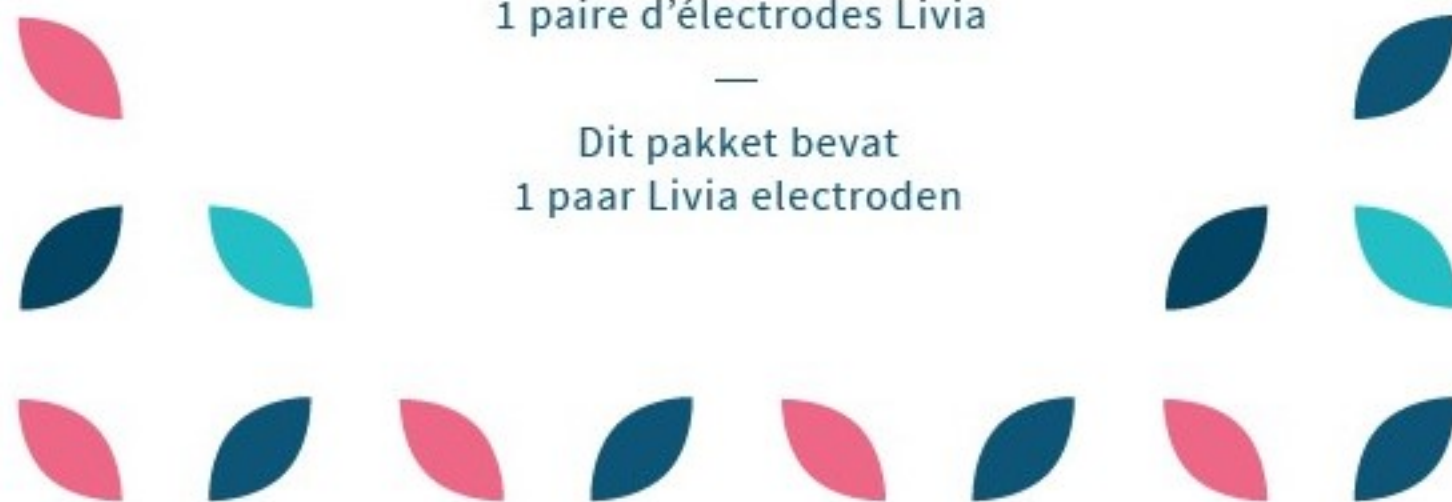 1 paire d’électrodes Livia
—
Dit pakket bevat
1 paar Livia electroden